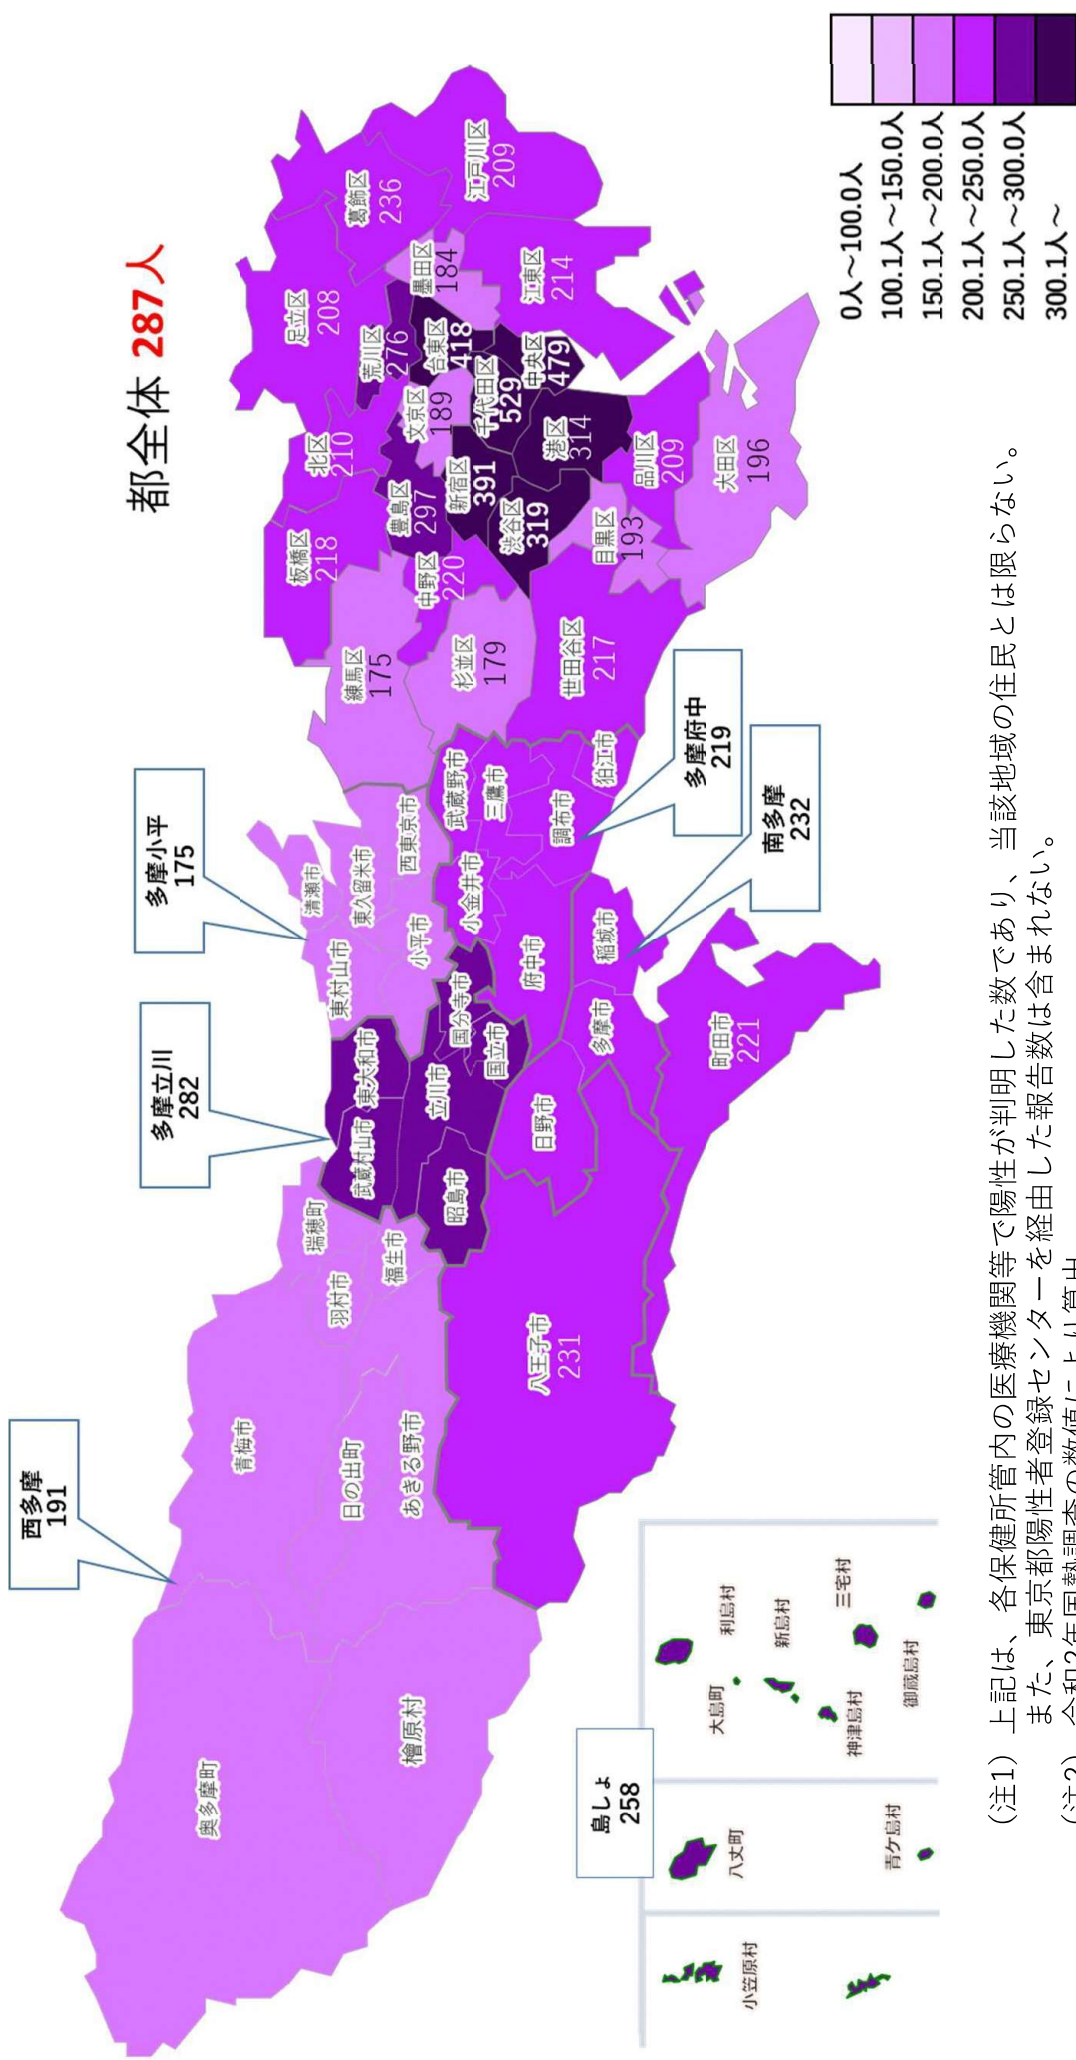 都全体 287人
西多摩
191
多摩立川
282
多摩小平
175
奥多摩町
檜原村
青梅市
日の出町
あきる野市
瑞穂町
羽村市
福生市
武蔵村山市
東大和市
立川市
昭島市
国分寺市
国立市
東村山市
清瀬市
東久留米市
小平市
西東京市
八王子市
231
日野市
多摩市
稲城市
町田市
221
府中市
小金井市
武蔵野市
三鷹市
調布市
狛江市
多摩府中
219
南多摩
232
練馬区
175
板橋区
218
北区
210
足立区
208
葛飾区
236
江戸川区
209
荒川区
276
墨田区
184
台東区
418
文京区
189
豊島区
297
中野区
220
杉並区
179
新宿区
391
千代田区
529
中央区
479
江東区
214
渋谷区
319
港区
314
世田谷区
217
目黒区
193
品川区
209
大田区
196
島しょ
258
小笠原村
八丈町
青ケ島村
大島町
利島村
新島村
神津島村
三宅村
御蔵島村
0人～100.0人
100.1人～150.0人
150.1人～200.0人
200.1人～250.0人
250.1人～300.0人
300.1人～
（注1） 上記は、各保健所管内の医療機関等で陽性が判明した数であり、当該地域の住民とは限らない。
また、東京都陽性者登録センターを経由した報告数は含まれない。
（注2） 令和2年国勢調査の数値により算出